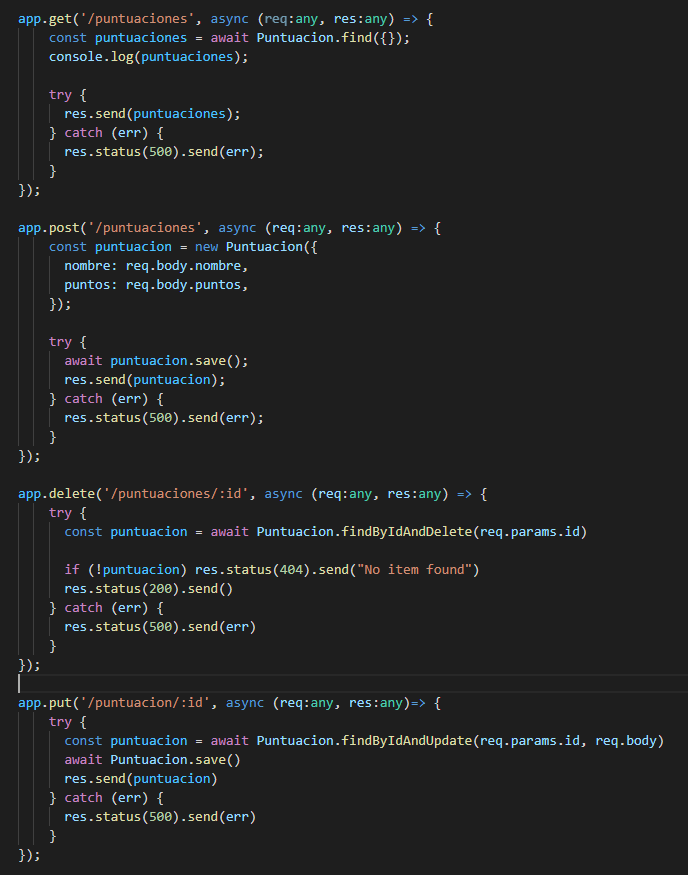 app.get('/puntuaciones', async (req:any, res:any) => {
    const puntuaciones = await Puntuacion.find({});
    console.log(puntuaciones);

    try {
      res.send(puntuaciones);
    } catch (err) {
      res.status(500).send(err);
    }
});

app.post('/puntuaciones', async (req:any, res:any) => {
    const puntuacion = new Puntuacion({
      nombre: req.body.nombre,
      puntos: req.body.puntos,
    });

    try {
      await puntuacion.save();
      res.send(puntuacion);
    } catch (err) {
      res.status(500).send(err);
    }
});

app.delete('/puntuaciones/:id', async (req:any, res:any) => {
    try {
      const puntuacion = await Puntuacion.findByIdAndDelete(req.params.id)

      if (!puntuacion) res.status(404).send("No item found")
      res.status(200).send()
    } catch (err) {
      res.status(500).send(err)
    }
});

app.put('/puntuacion/:id', async (req:any, res:any)=> {
    try {
      const puntuacion = await Puntuacion.findByIdAndUpdate(req.params.id, req.body)
      await Puntuacion.save()
      res.send(puntuacion)
    } catch (err) {
      res.status(500).send(err)
    }
});